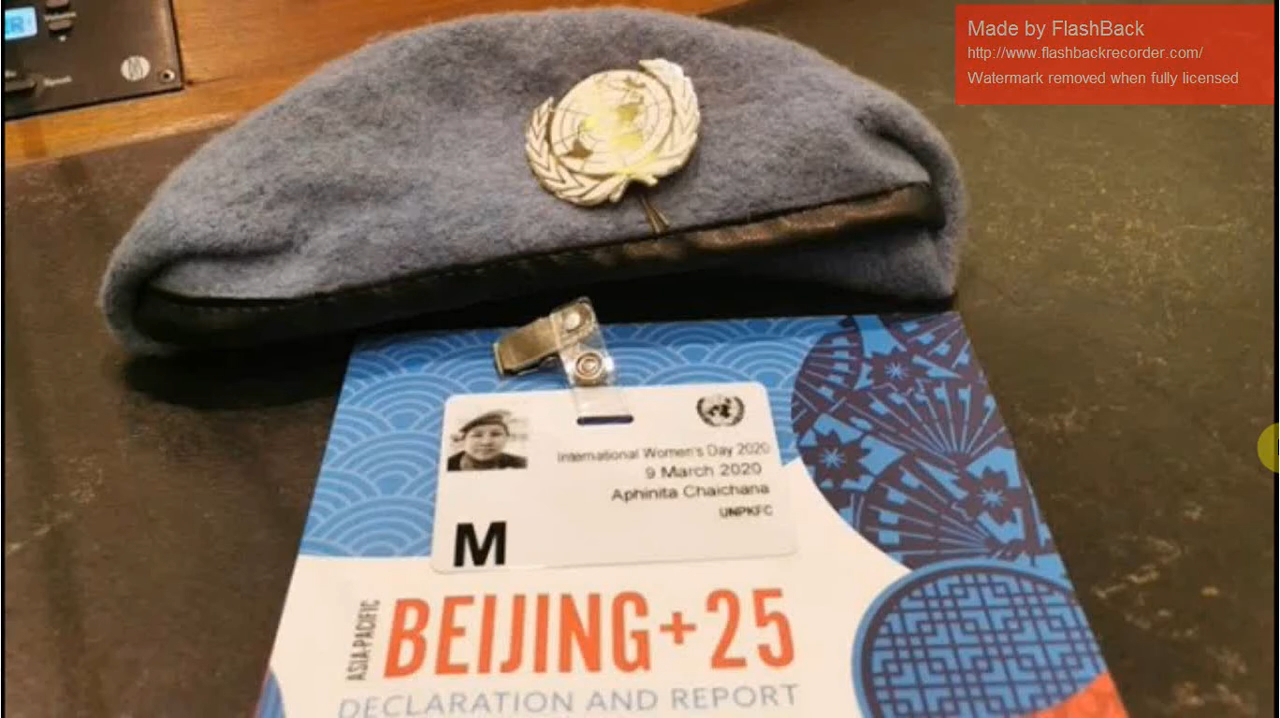 Made by FlashBack
http://www.flashbackrecorder.com/
Watermark removed when fully licensed
International Women's Day 2020
9 March 2020
Aphinita Chaichana
UNPKFC
M
ASIA-PACIFIC
BEIJING+25
DECLARATION AND REPORT